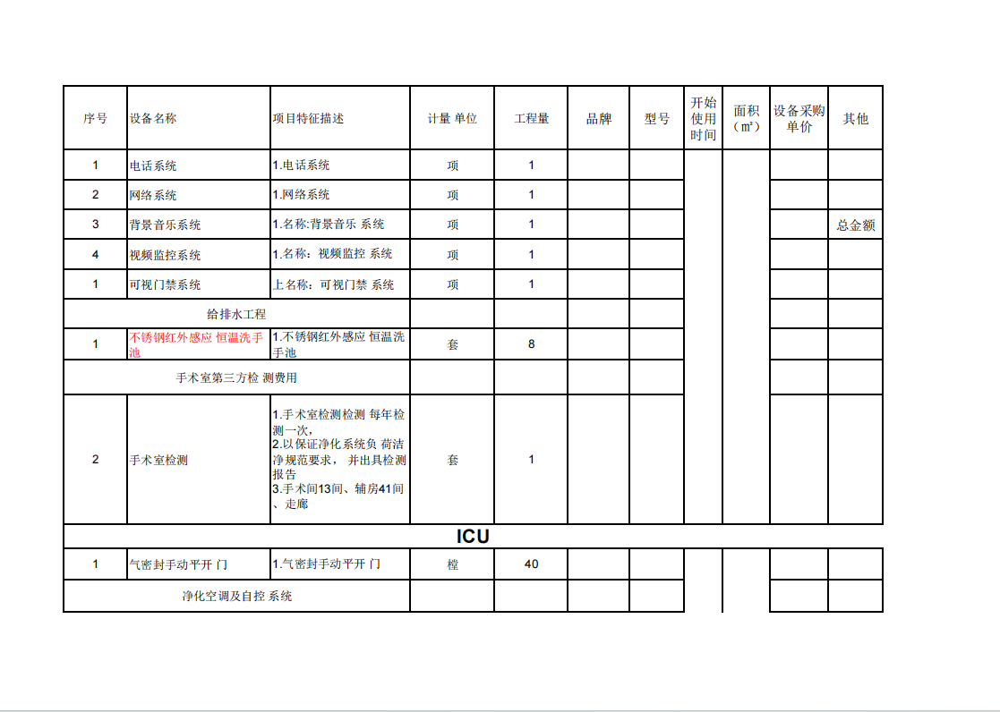 序号 设备名称 项目特征描述 计量 单位 工程量 品牌 型号 开始使用时间 面积（㎡） 设备采购单价 其他
1 电话系统 1.电话系统 项 1
2 网络系统 1.网络系统 项 1
3 背景音乐系统 1.名称:背景音乐 系统 项 1 总金额
4 视频监控系统 1.名称：视频监控 系统 项 1
1 可视门禁系统 上名称：可视门禁 系统 项 1
给排水工程
1 不锈钢红外感应 恒温洗手池 1.不锈钢红外感应 恒温洗手池 套 8
手术室第三方检 测费用
2 手术室检测 1.手术室检测检测 每年检
测一次，
2.以保证净化系统负 荷洁
净规范要求， 并出具检测
报告
3.手术间13间、辅房41间
、走廊 套 1
ICU
1 气密封手动平开 门 1.气密封手动平开 门 樘 40
净化空调及自控 系统